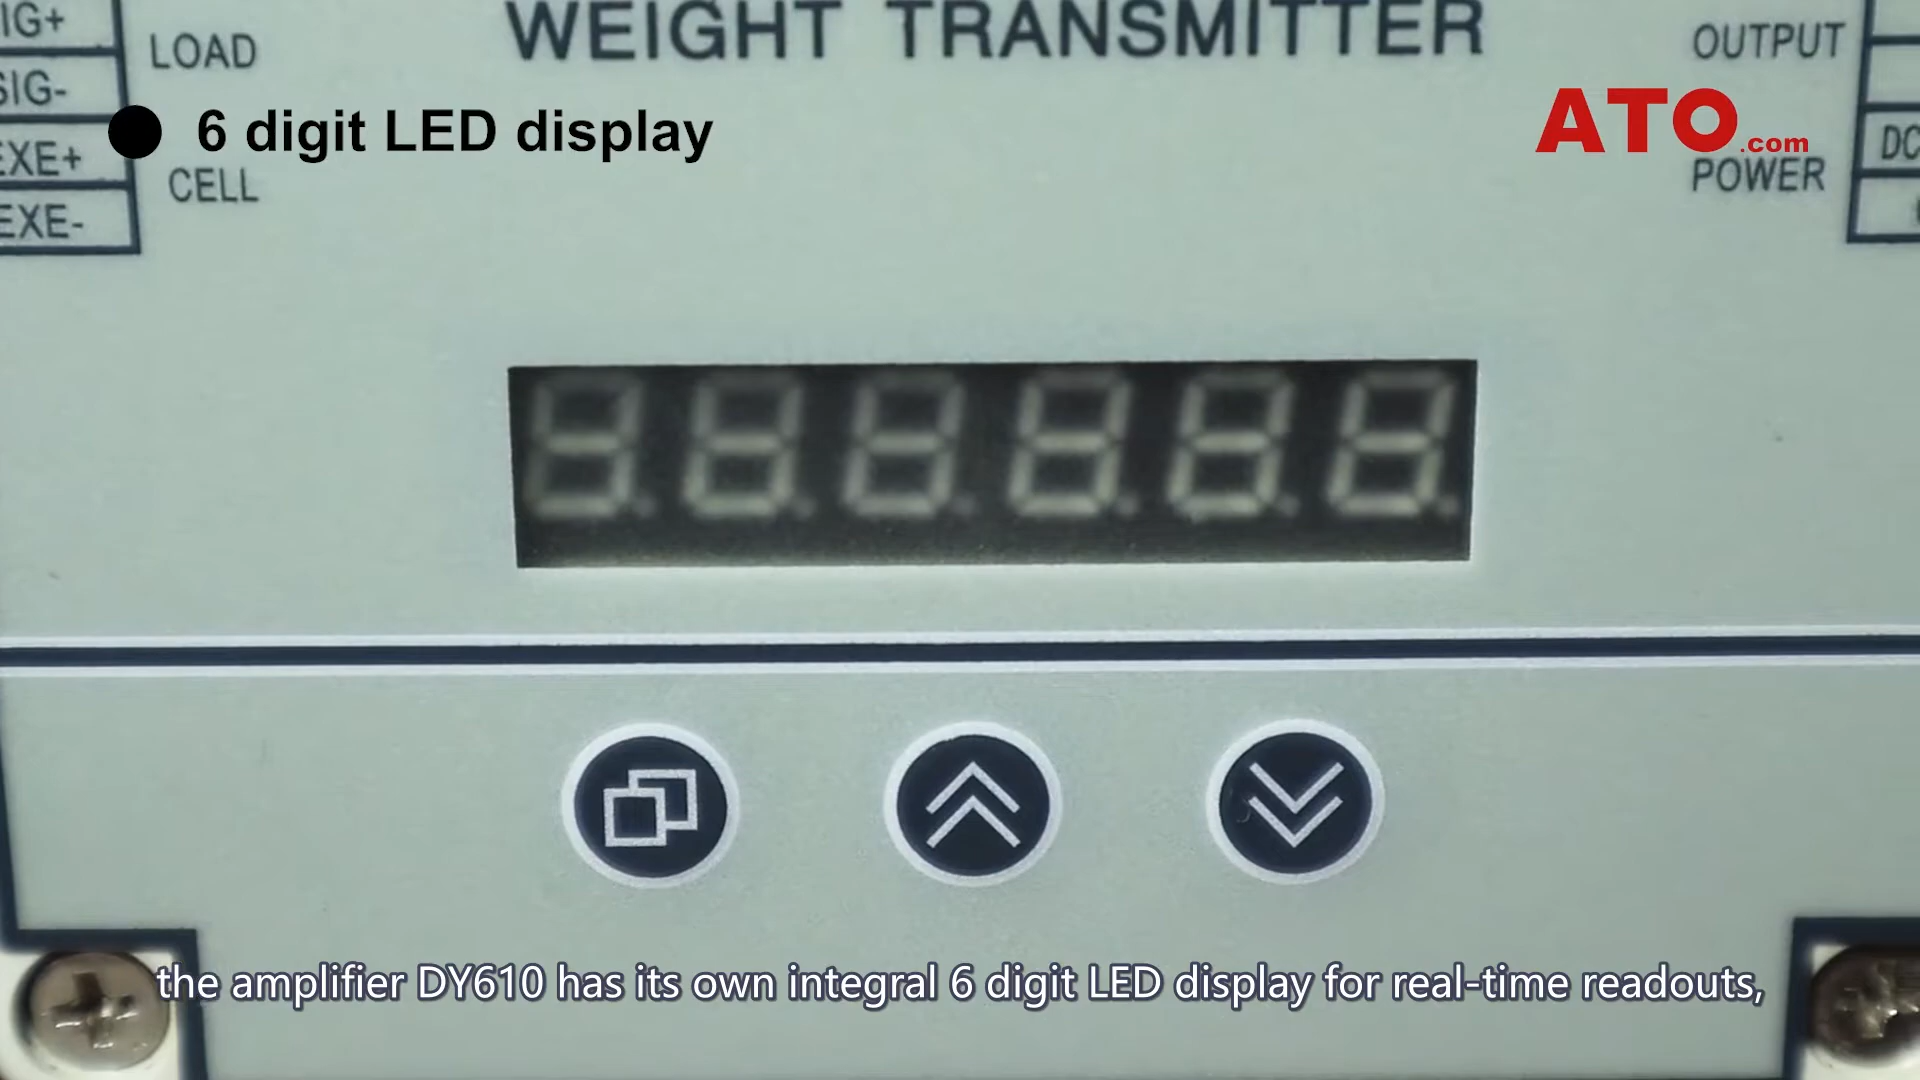 WEIGHT TRANSMITTER
IG+
SIG-
EXE+
EXE-
LOAD
CELL
6 digit LED display
OUTPUT
ATO.com
POWER
DC
the amplifier DY610 has its own integral 6 digit LED display for real-time readouts,